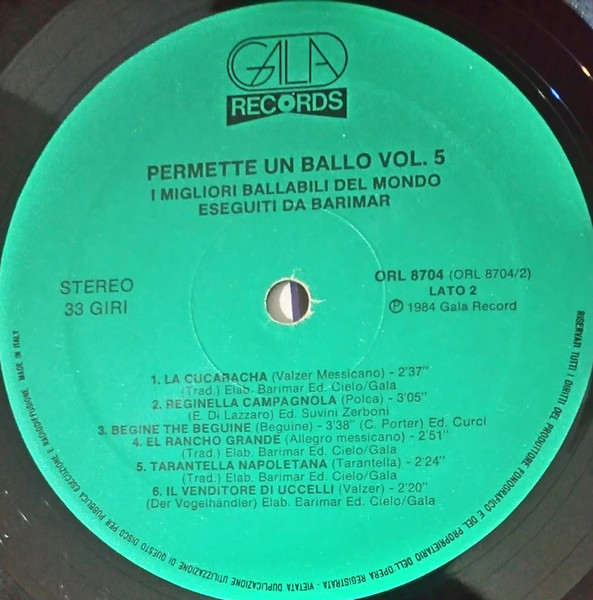 GALA
RECORDS
PERMETTE UN BALLO VOL. 5
I MIGLIORI BALLABILI DEL MONDO
ESEGUITI DA BARIMAR
STEREO
33 GIRI
ORL 8704 (ORL 8704/2)
LATO 2
Ⓟ 1984 Gala Record
1. LA CUCARACHA (Valzer Messicano) - 2'37"
(Trad.) Elab. Barimar Ed. Cielo/Gala
2. REGINELLA CAMPAGNOLA (Polca) - 3'05"
(E. Di Lazzaro) Ed. Suvini Zerboni
3. BEGINE THE BEGUINE (Beguine) - 3'38" (C. Porter) Ed. Curci
4. EL RANCHO GRANDE (Allegro messicano) - 2'51"
(Trad.) Elab. Barimar Ed. Cielo/Gala
5. TARANTELLA NAPOLETANA (Tarantella) - 2'24"
(Trad.) Elab. Barimar Ed. Cielo/Gala
6. IL VENDITORE DI UCCELLI (Valzer) - 2'20"
(Der Vogelhändler) Elab. Barimar Ed. Cielo/Gala
RISERVATI TUTTI I DIRITTI DEL PRODUTTORE FONOGRAFICO E DEL PROPRIETARIO DELL'OPERA REGISTRATA - VIETATA DUPLICAZIONE UTILIZZAZIONE DI QUESTO DISCO PER PUBBLICA ESECUZIONE E RADIODIFFUSIONE. MADE IN ITALY